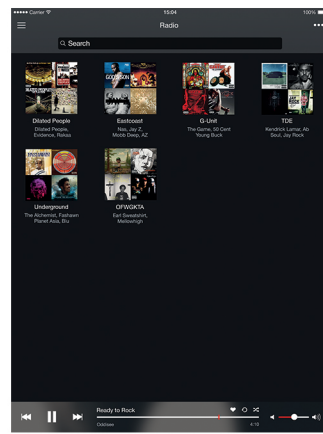 Carrier
15:04
100%
Radio
Search
Dilated People
Dilated People,
Evidence, Rakaa
Eastcoast
Nas, Jay Z,
Mobb Deep, AZ
G-Unit
The Game, 50 Cent
Young Buck
TDE
Kendrick Lamar, Ab
Soul, Jay Rock
Underground
The Alchemist, Fashawn
Planet Asia, Blu
OFWGKTA
Earl Sweatshirt,
Mellowhigh
Ready to Rock
Oddisee
4:10